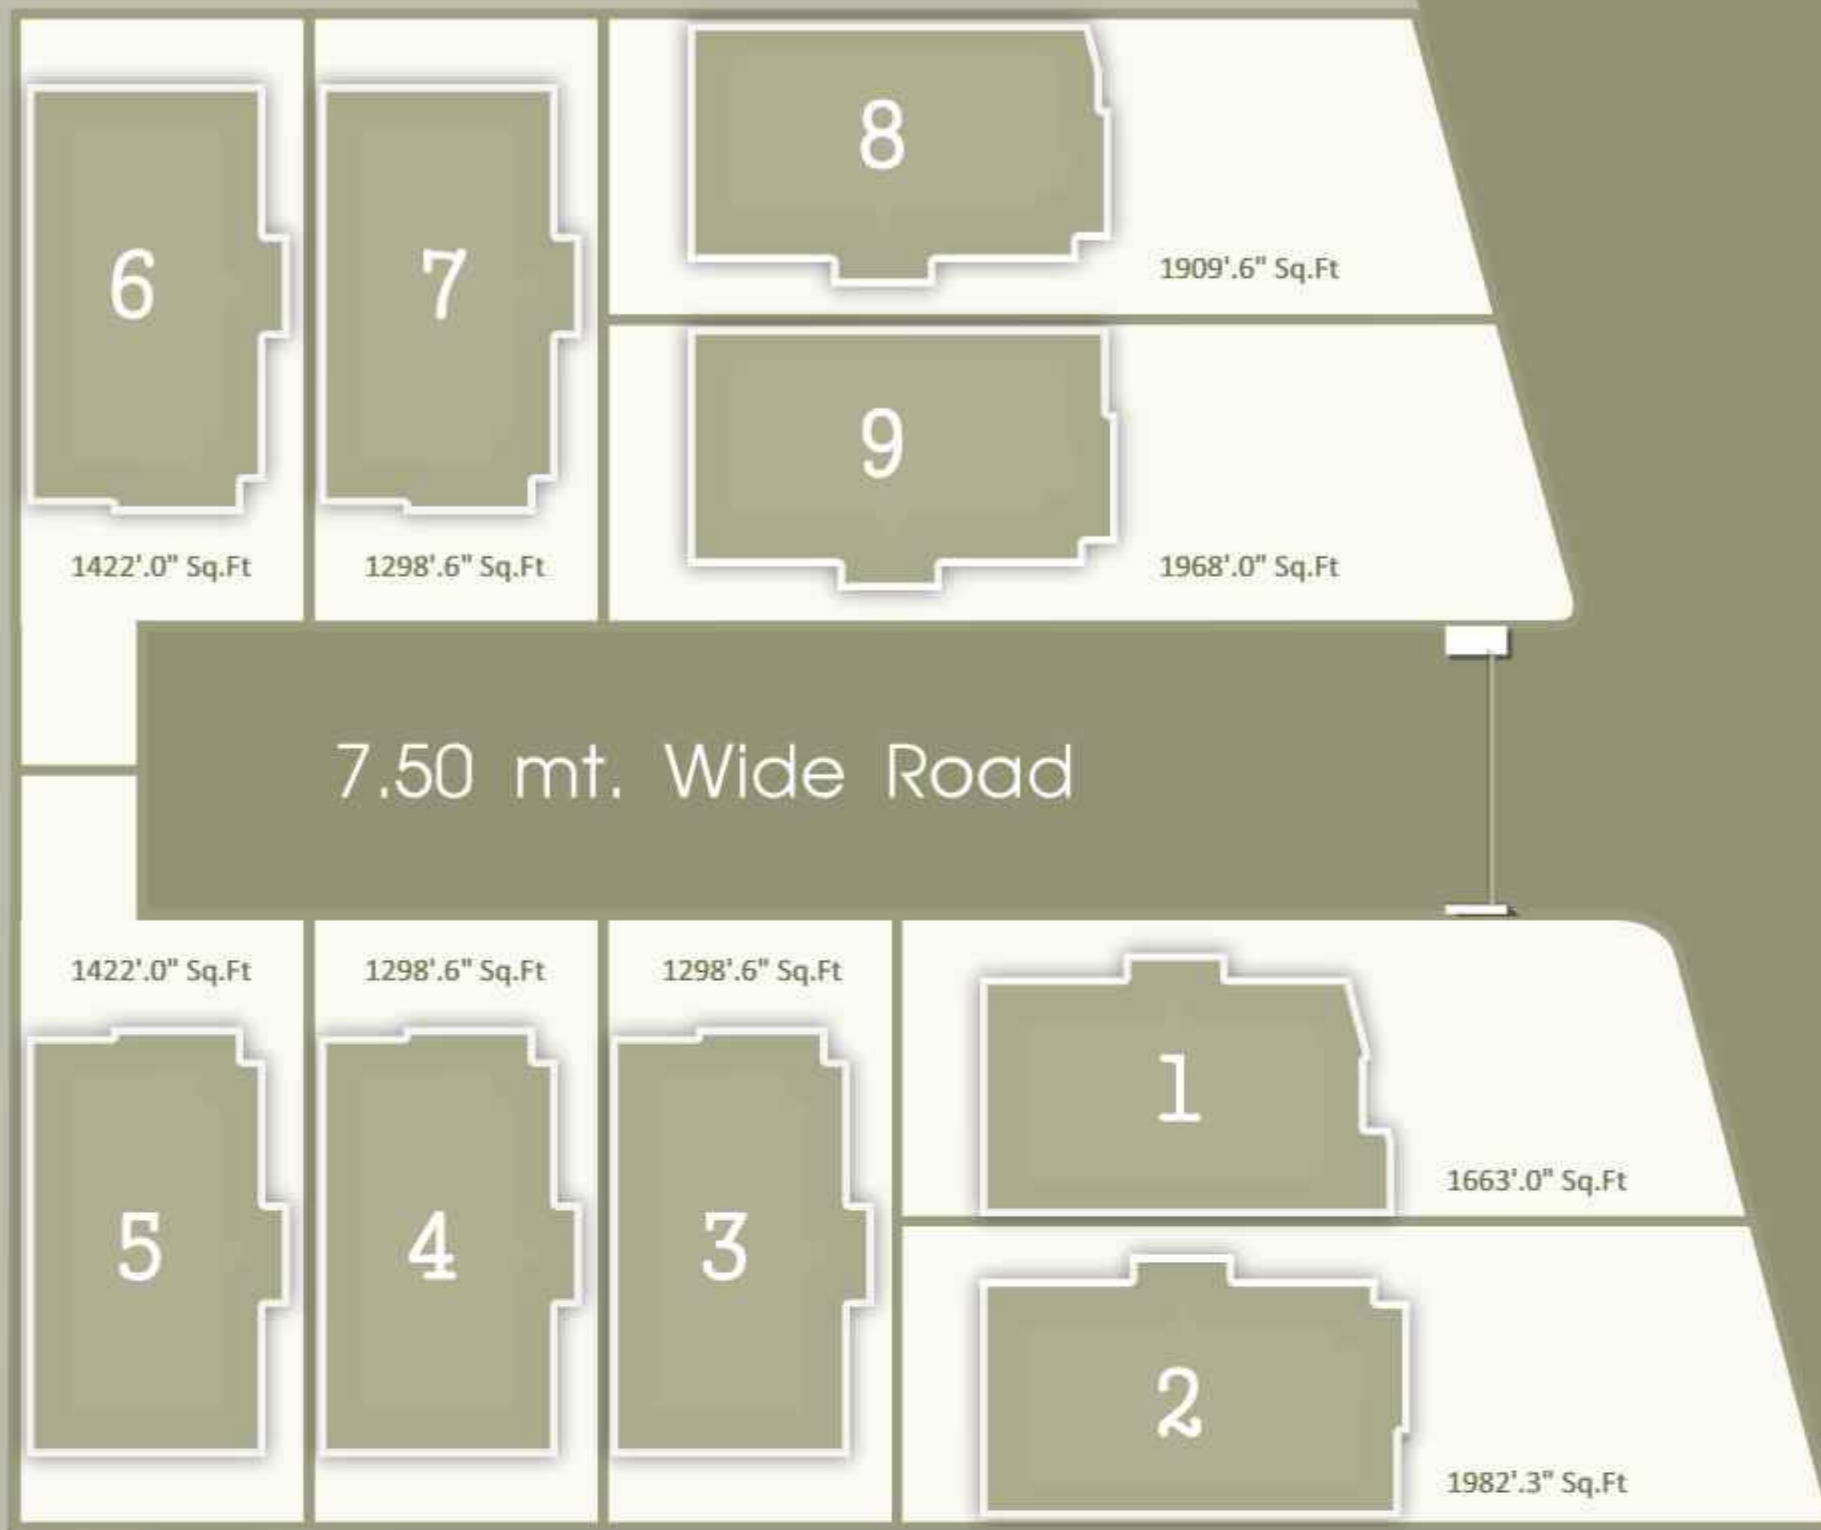 8
6
7
1909'.6" Sq.Ft
9
1422'.0" Sq.Ft
1298'.6" Sq.Ft
1968'.0" Sq.Ft
7.50 mt. Wide Road
1422'.0" Sq.Ft
1298'.6" Sq.Ft
1298'.6" Sq.Ft
1
1663'.0" Sq.Ft
5
4
3
2
1982'.3" Sq.Ft